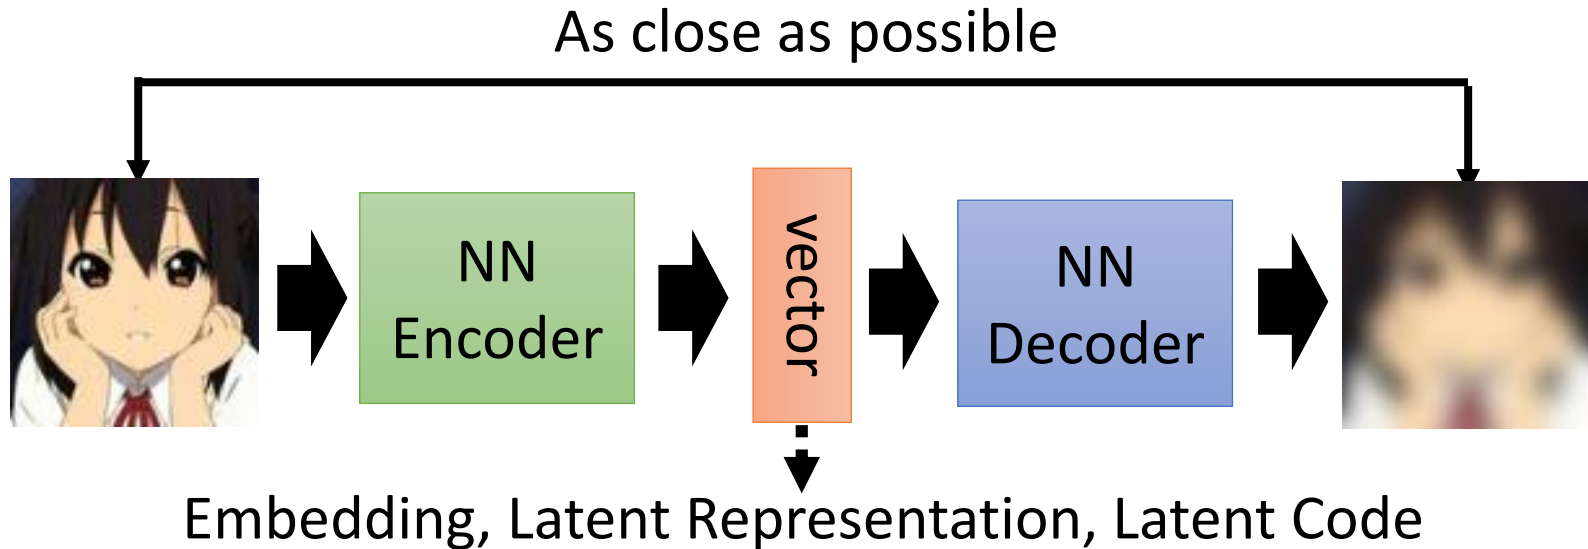 As close as possible
NN
Encoder
vector
NN
Decoder
Embedding, Latent Representation, Latent Code